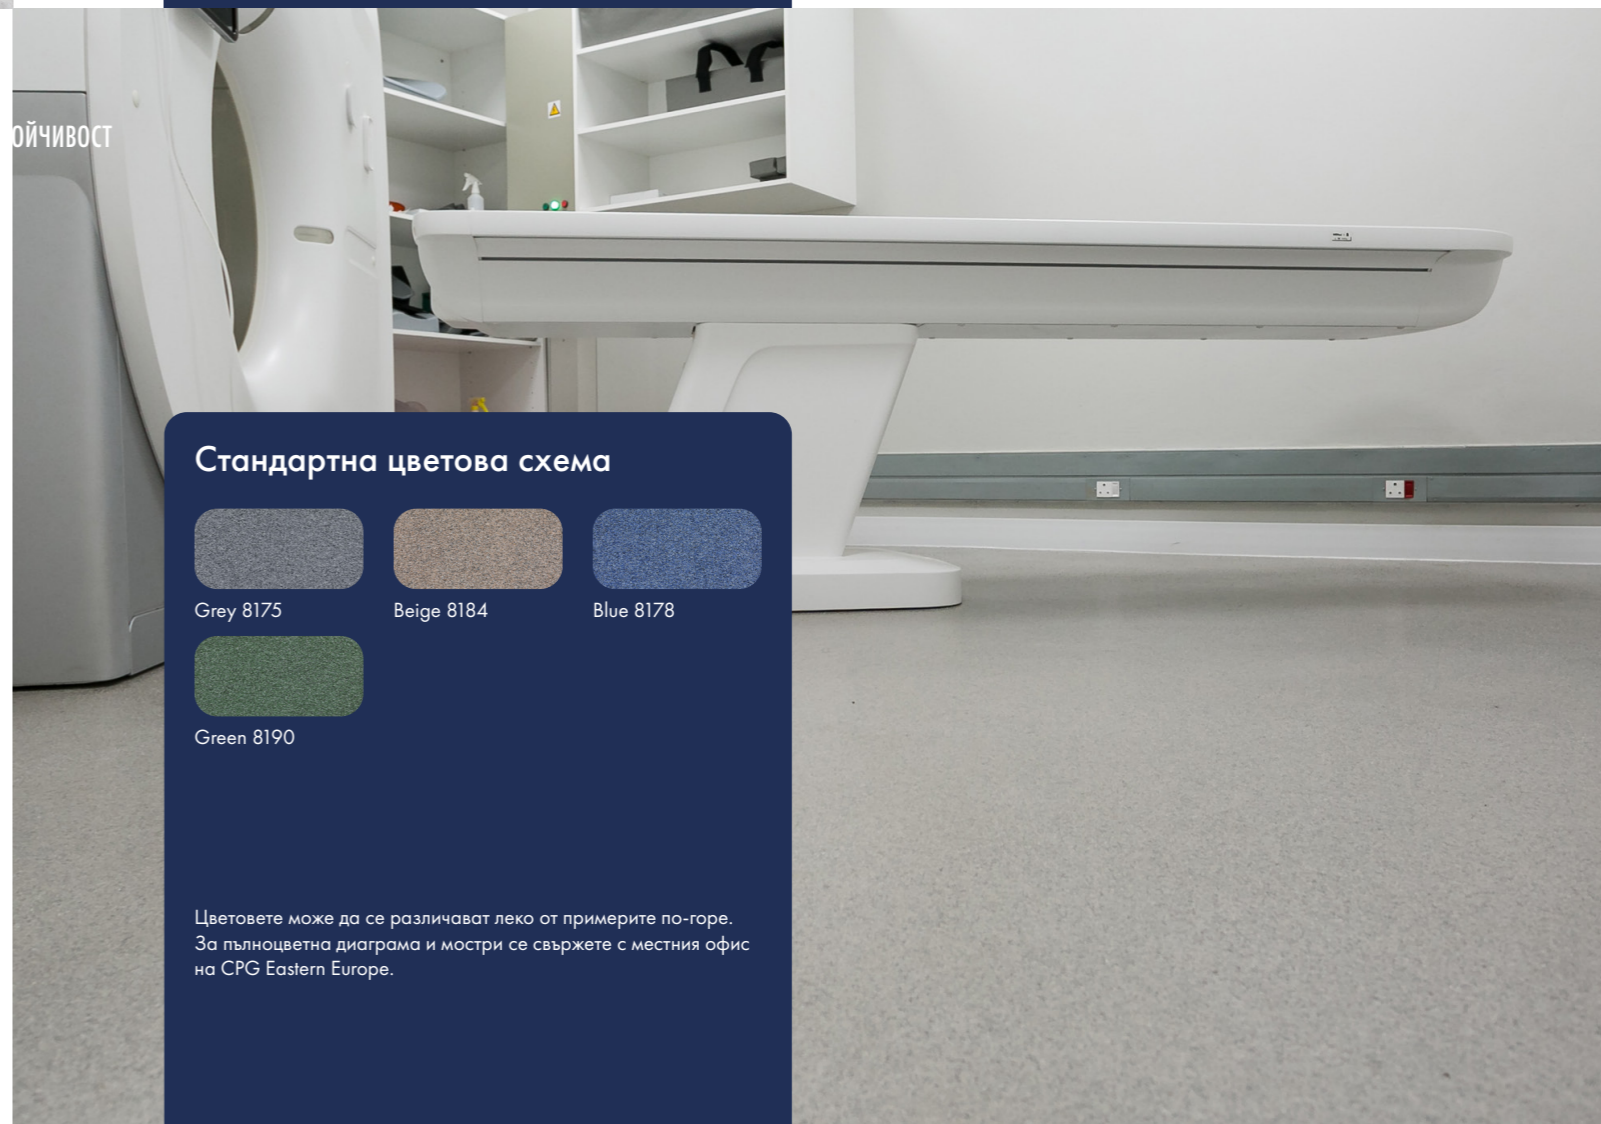 ойчивост
Стандартна цветова схема
Grey 8175
Beige 8184
Blue 8178
Green 8190
Цветовете може да се различават леко от примерите по-горе.
За пълноцветна диаграма и мостри се свържете с местния офис
на CPG Eastern Europe.